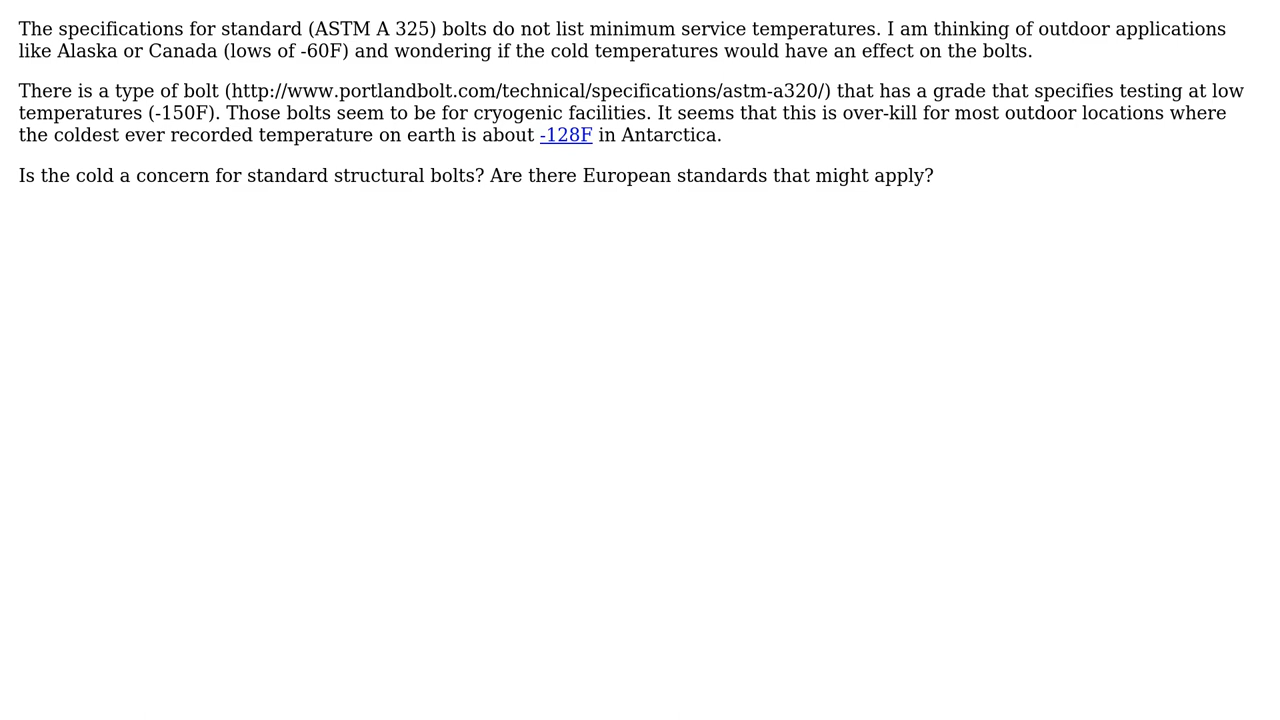 The specifications for standard (ASTM A 325) bolts do not list minimum service temperatures. I am thinking of outdoor applications
like Alaska or Canada (lows of -60F) and wondering if the cold temperatures would have an effect on the bolts.
There is a type of bolt (http://www.portlandbolt.com/technical/specifications/astm-a320/) that has a grade that specifies testing at low
temperatures (-150F). Those bolts seem to be for cryogenic facilities. It seems that this is over-kill for most outdoor locations where
the coldest ever recorded temperature on earth is about -128F in Antarctica.
Is the cold a concern for standard structural bolts? Are there European standards that might apply?